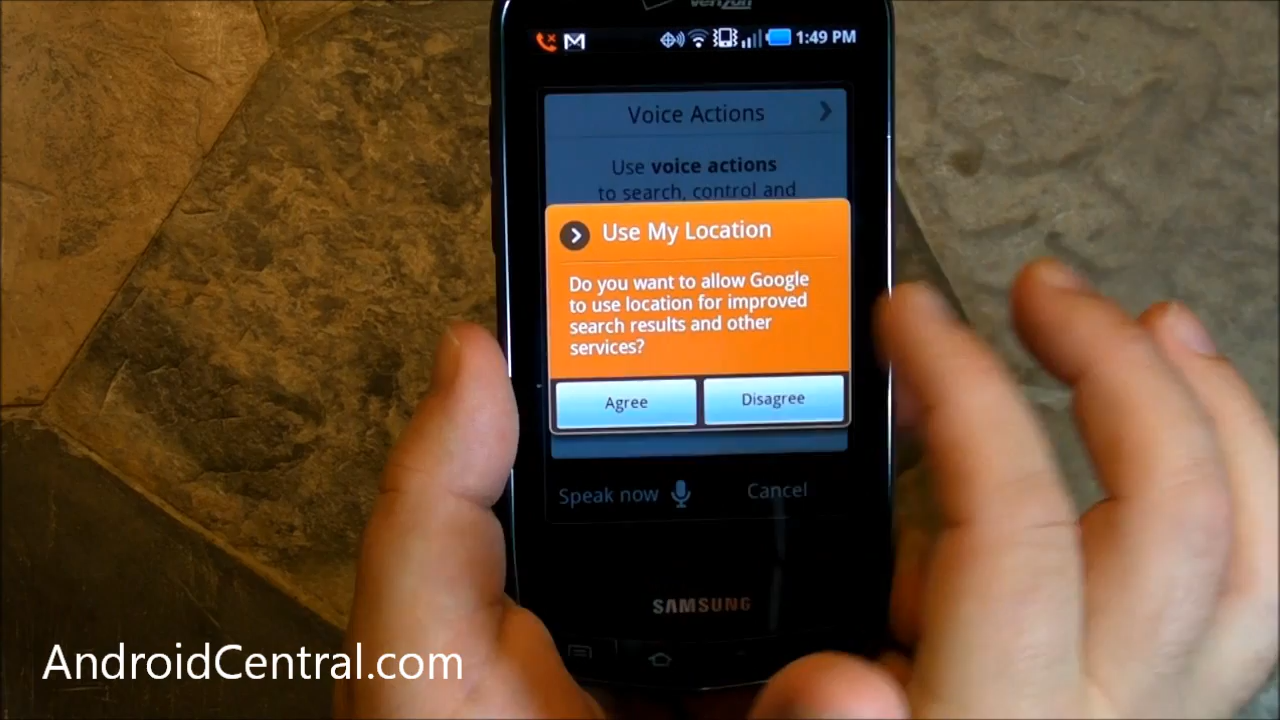 verizon
1:49 PM
Voice Actions
Use voice actions
to search, control and
Use My Location
Do you want to allow Google
to use location for improved
search results and other
services?
Agree Disagree
Speak now Cancel
SAMSUNG
AndroidCentral.com